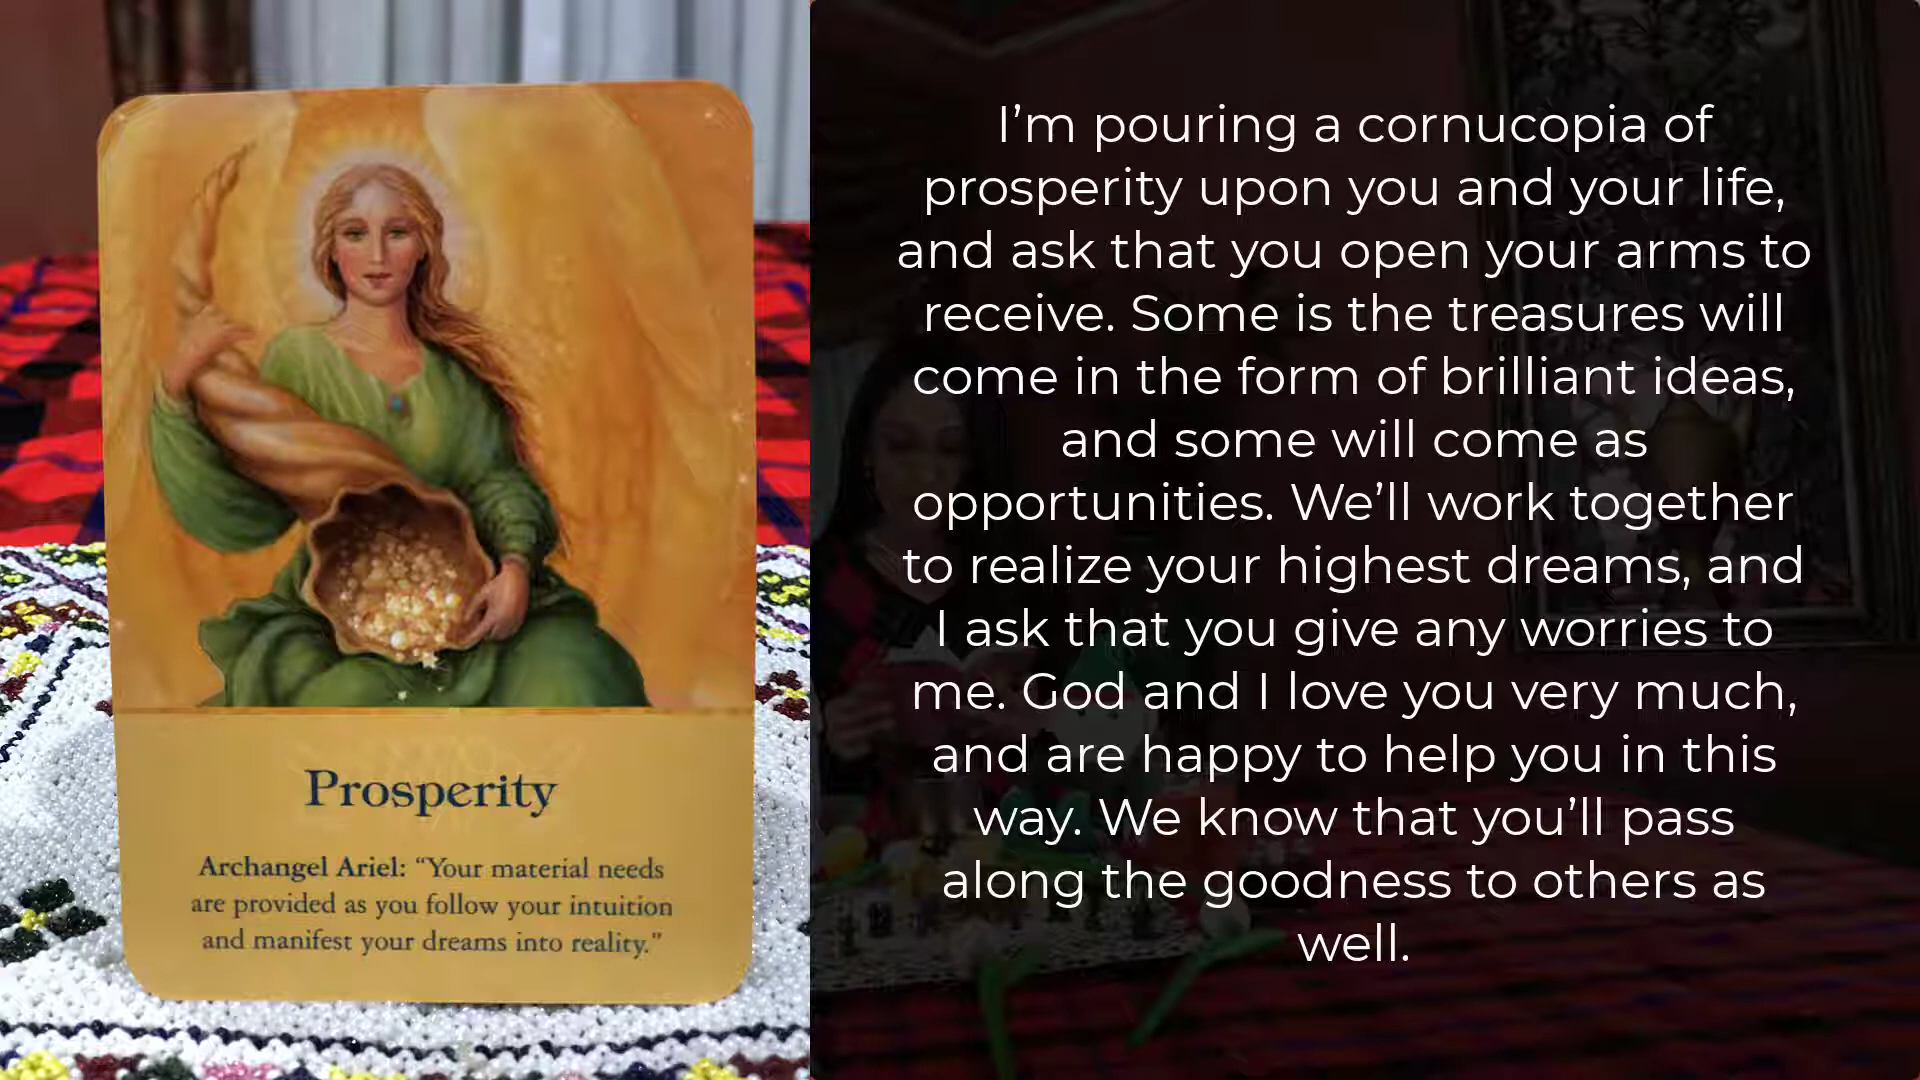 Prosperity
Archangel Ariel: “Your material needs
are provided as you follow your intuition
and manifest your dreams into reality.”
I’m pouring a cornucopia of
prosperity upon you and your life,
and ask that you open your arms to
receive. Some is the treasures will
come in the form of brilliant ideas,
and some will come as
opportunities. We’ll work together
to realize your highest dreams, and
I ask that you give any worries to
me. God and I love you very much,
and are happy to help you in this
way. We know that you’ll pass
along the goodness to others as
well.